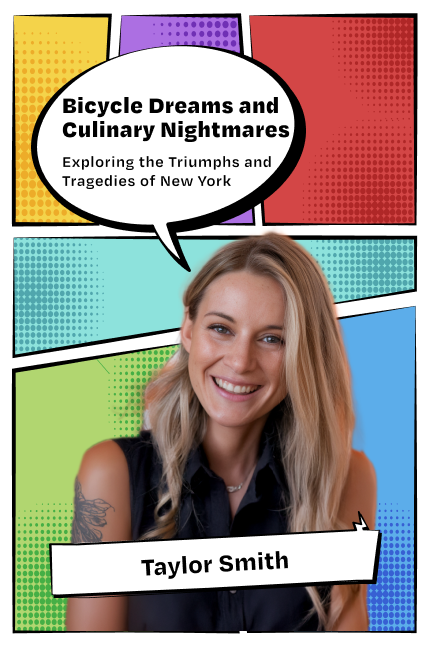 Bicycle Dreams and
Culinary Nightmares
Exploring the Triumphs and
Tragedies of New York
Taylor Smith